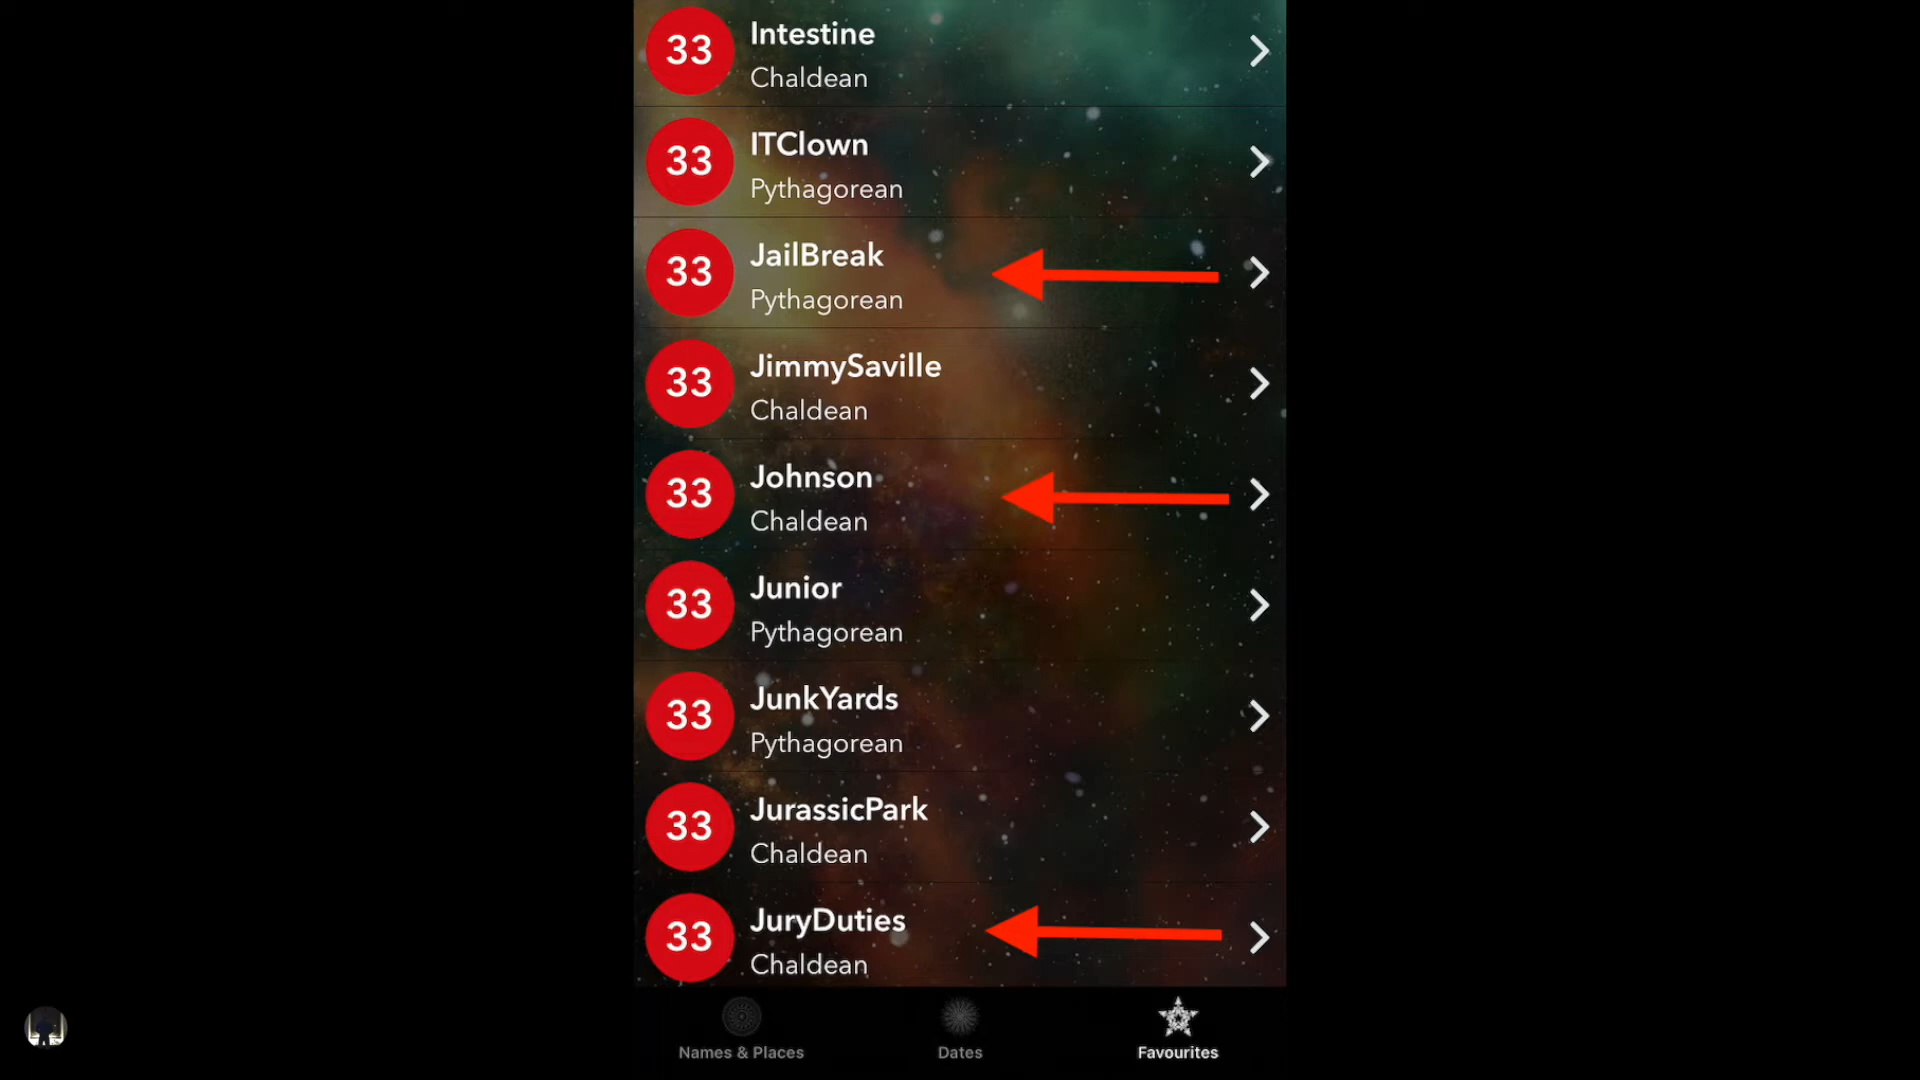 33
Intestine
Chaldean
33
ITClown
Pythagorean
33
JailBreak
Pythagorean
33
JimmySaville
Chaldean
33
Johnson
Chaldean
33
Junior
Pythagorean
33
JunkYards
Pythagorean
33
JurassicPark
Chaldean
33
JuryDuties
Chaldean
Names & Places
Dates
Favourites